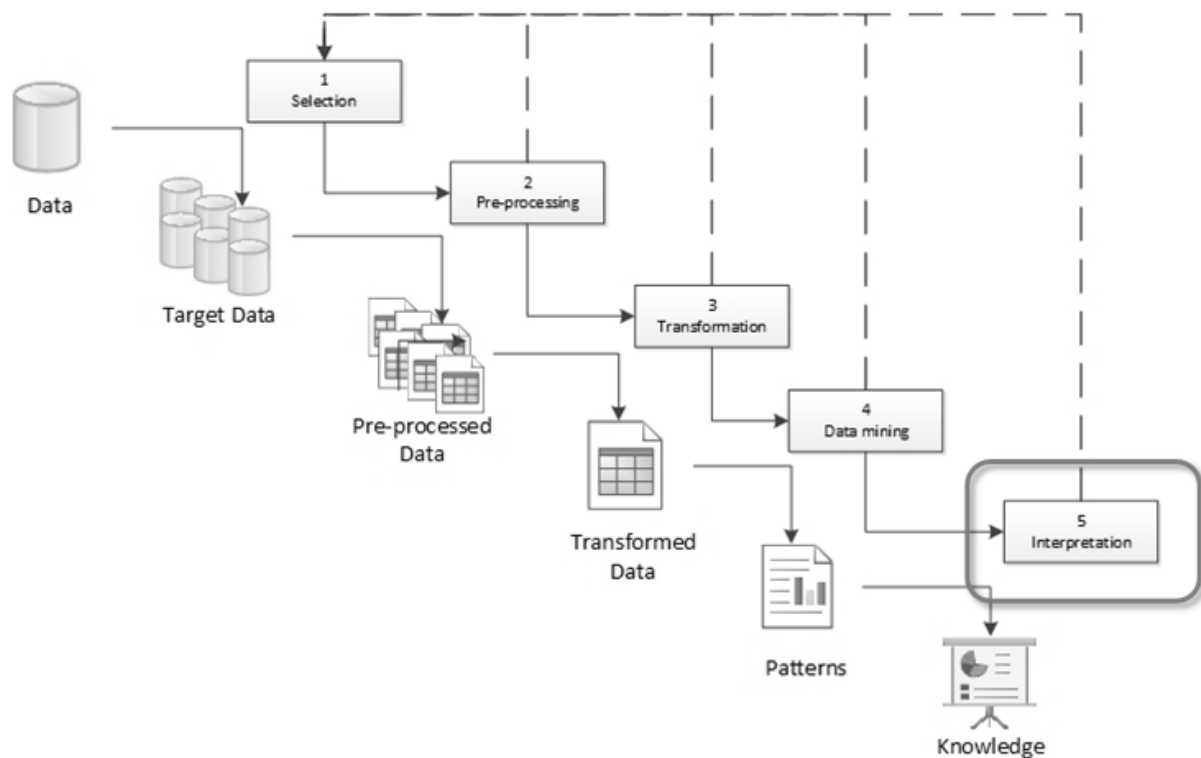 1
Selection
Data
2
Pre-processing
Target Data
3
Transformation
Pre-processed
Data
4
Data mining
Transformed
Data
5
Interpretation
Patterns
Knowledge